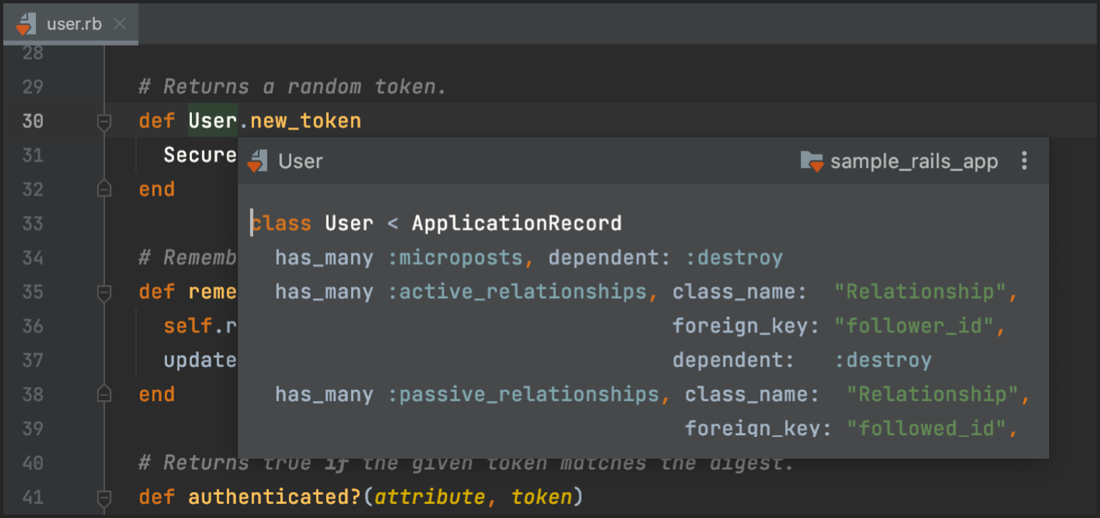 user.rb
28
29 # Returns a random token.
30 def User.new_token
31 Secure
32 end
33
34 # Rememb
35 def reme
36 self.r
37 update
38 end
39
40 # Returns true if the given token matches the digest.
41 def authenticated?(attribute, token)
User sample_rails_app
class User < ApplicationRecord
has_many :microposts, dependent: :destroy
has_many :active_relationships, class_name: "Relationship",
foreign_key: "follower_id",
dependent: :destroy
has_many :passive_relationships, class_name: "Relationship",
foreign_key: "followed_id",